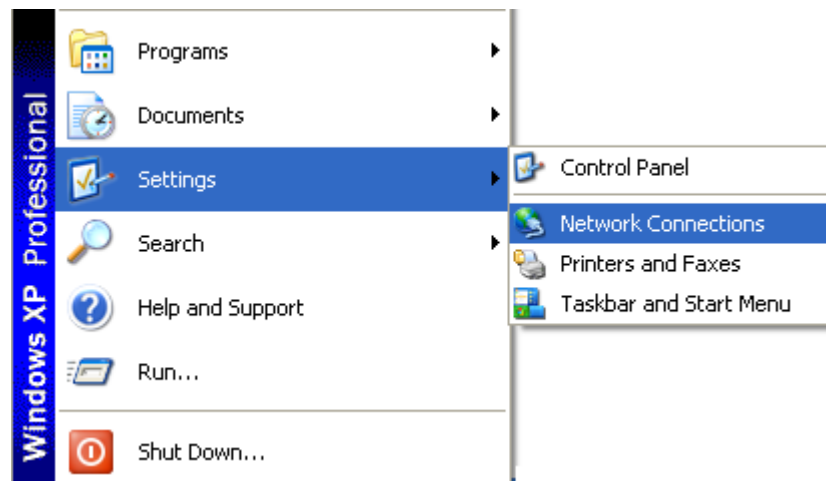 Windows XP Professional
Programs
Documents
Settings
Search
Help and Support
Run...
Shut Down...
Control Panel
Network Connections
Printers and Faxes
Taskbar and Start Menu